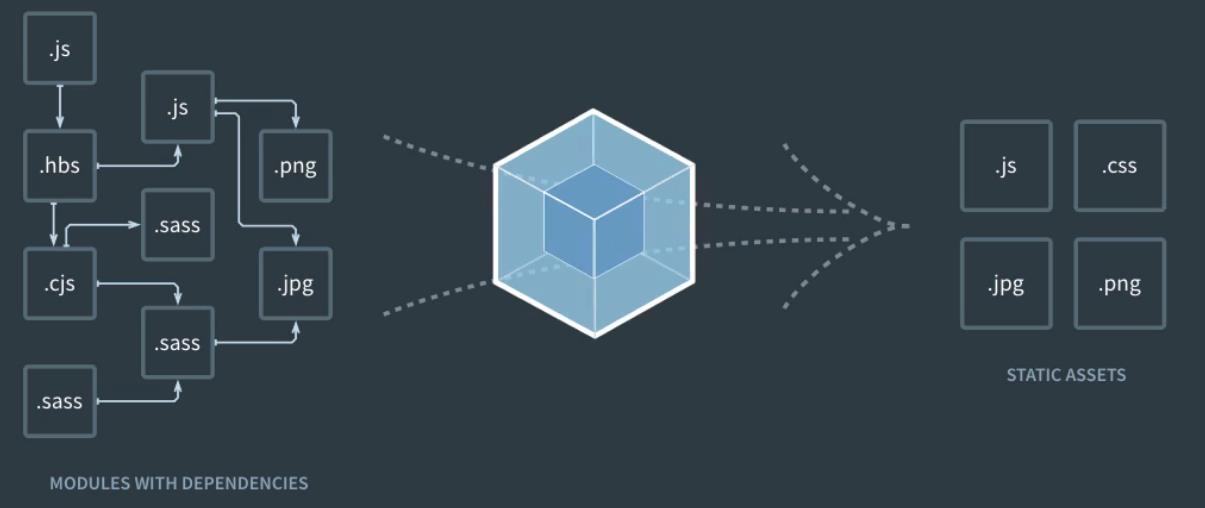 .js
.js
.hbs
.png
.sass
.cjs
.jpg
.sass
.sass
MODULES WITH DEPENDENCIES
.js
.css
.jpg
.png
STATIC ASSETS